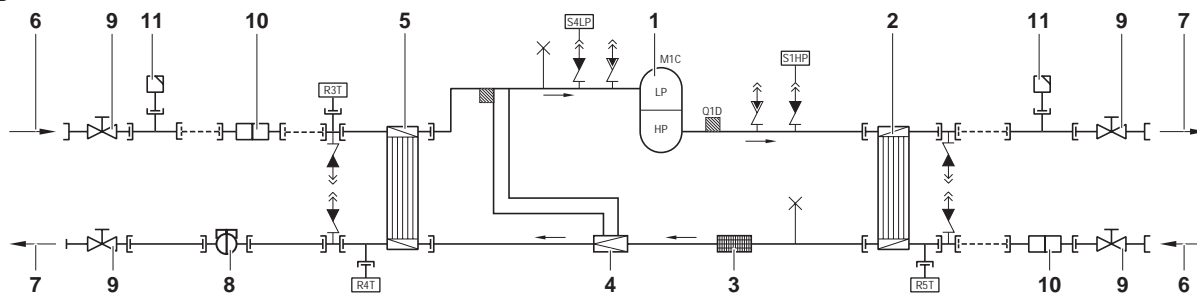 6 9 11 10 5 S4LP 1 2 11 9 7
M1C S1HP
R3T LP Q1D
HP
R4T R5T
7 9 8 4 3 10 9 6